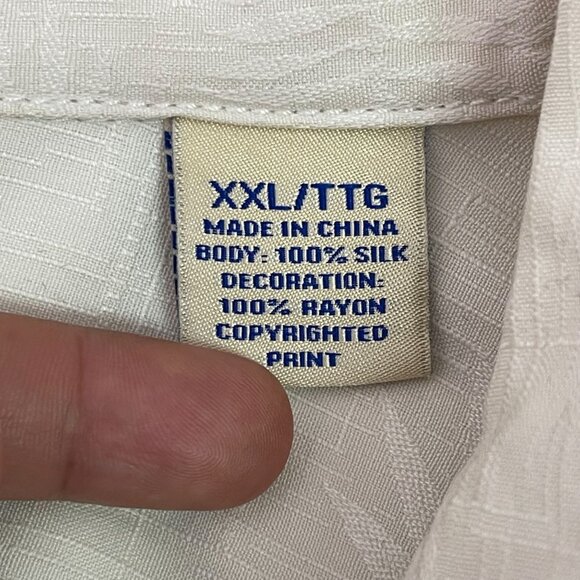 XXL/TTG
MADE IN CHINA
BODY: 100% SILK
DECORATION:
100% RAYON
COPYRIGHTED
PRINT